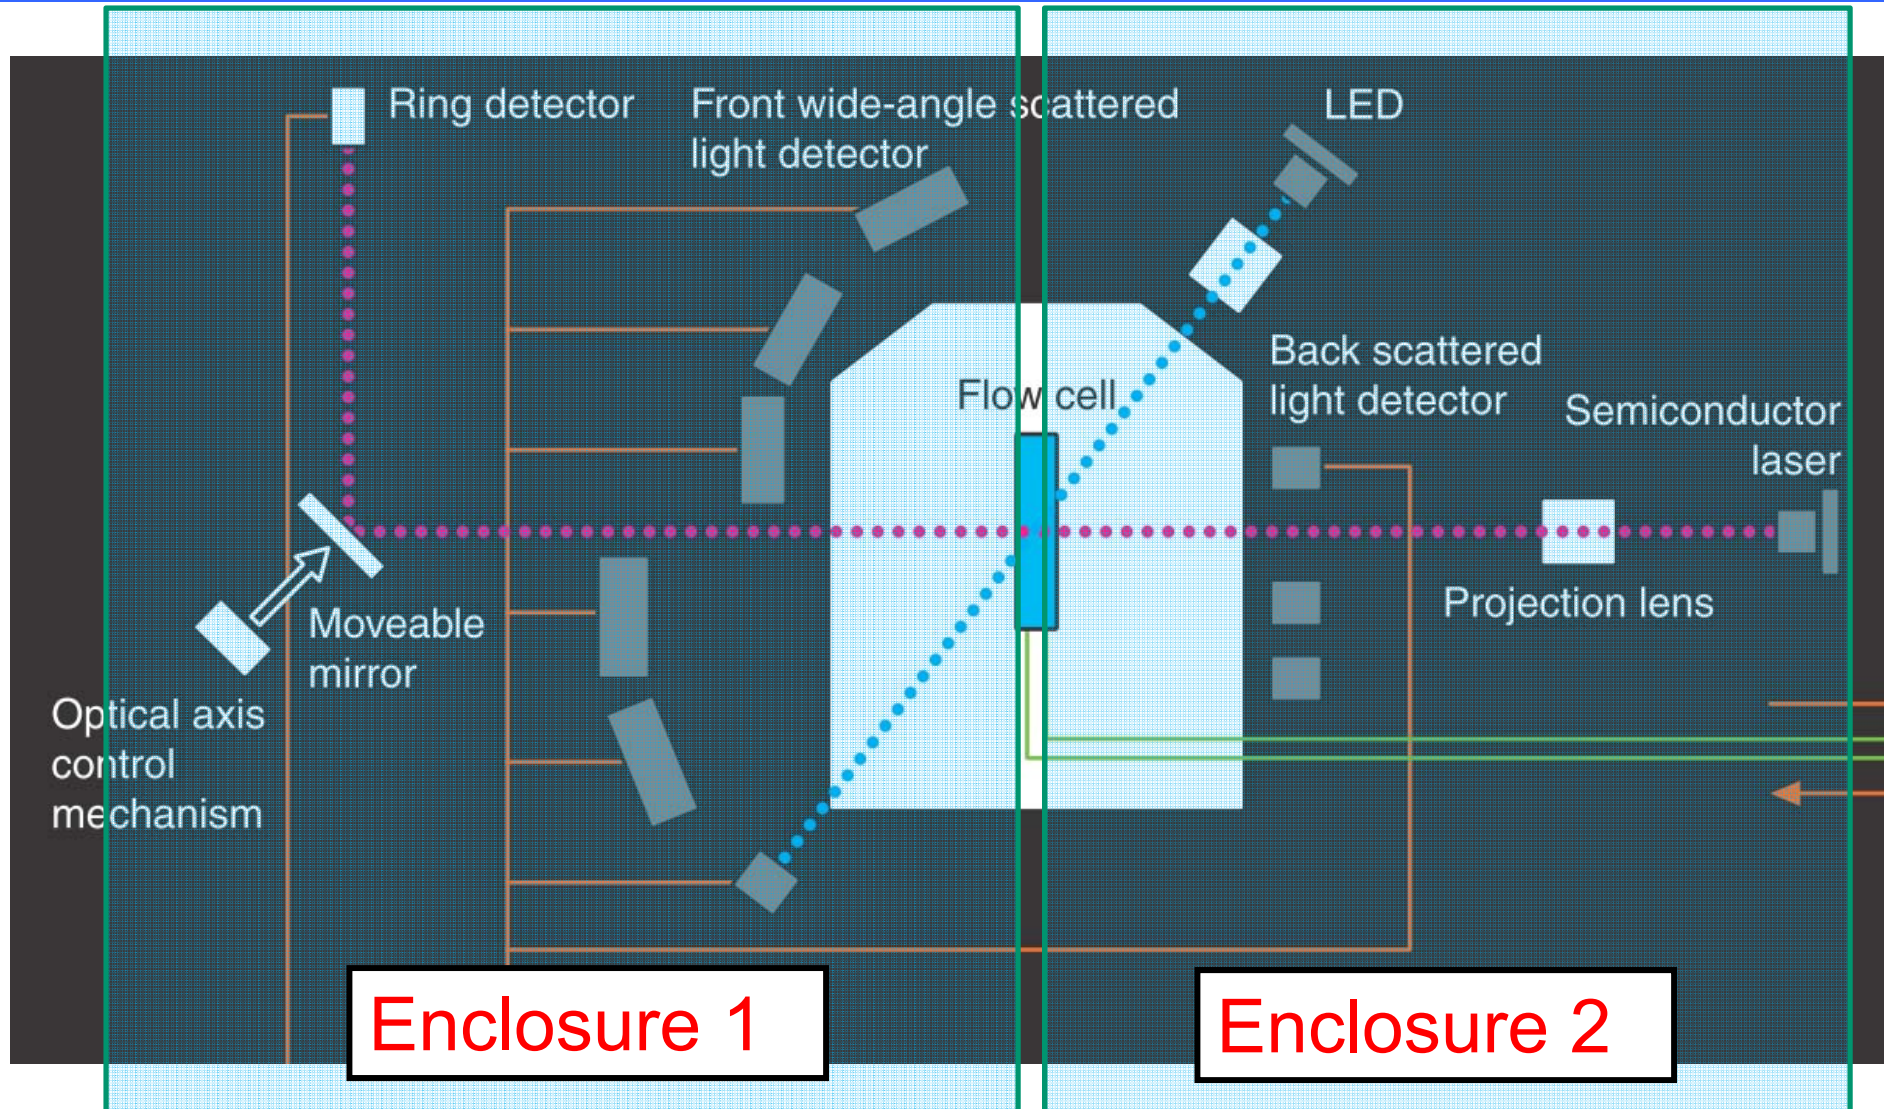 Ring detector
Front wide-angle scattered
light detector
LED
Flow cell
Back scattered
light detector
Semiconductor
laser
Projection lens
Moveable
mirror
Optical axis
control
mechanism
Enclosure 1
Enclosure 2